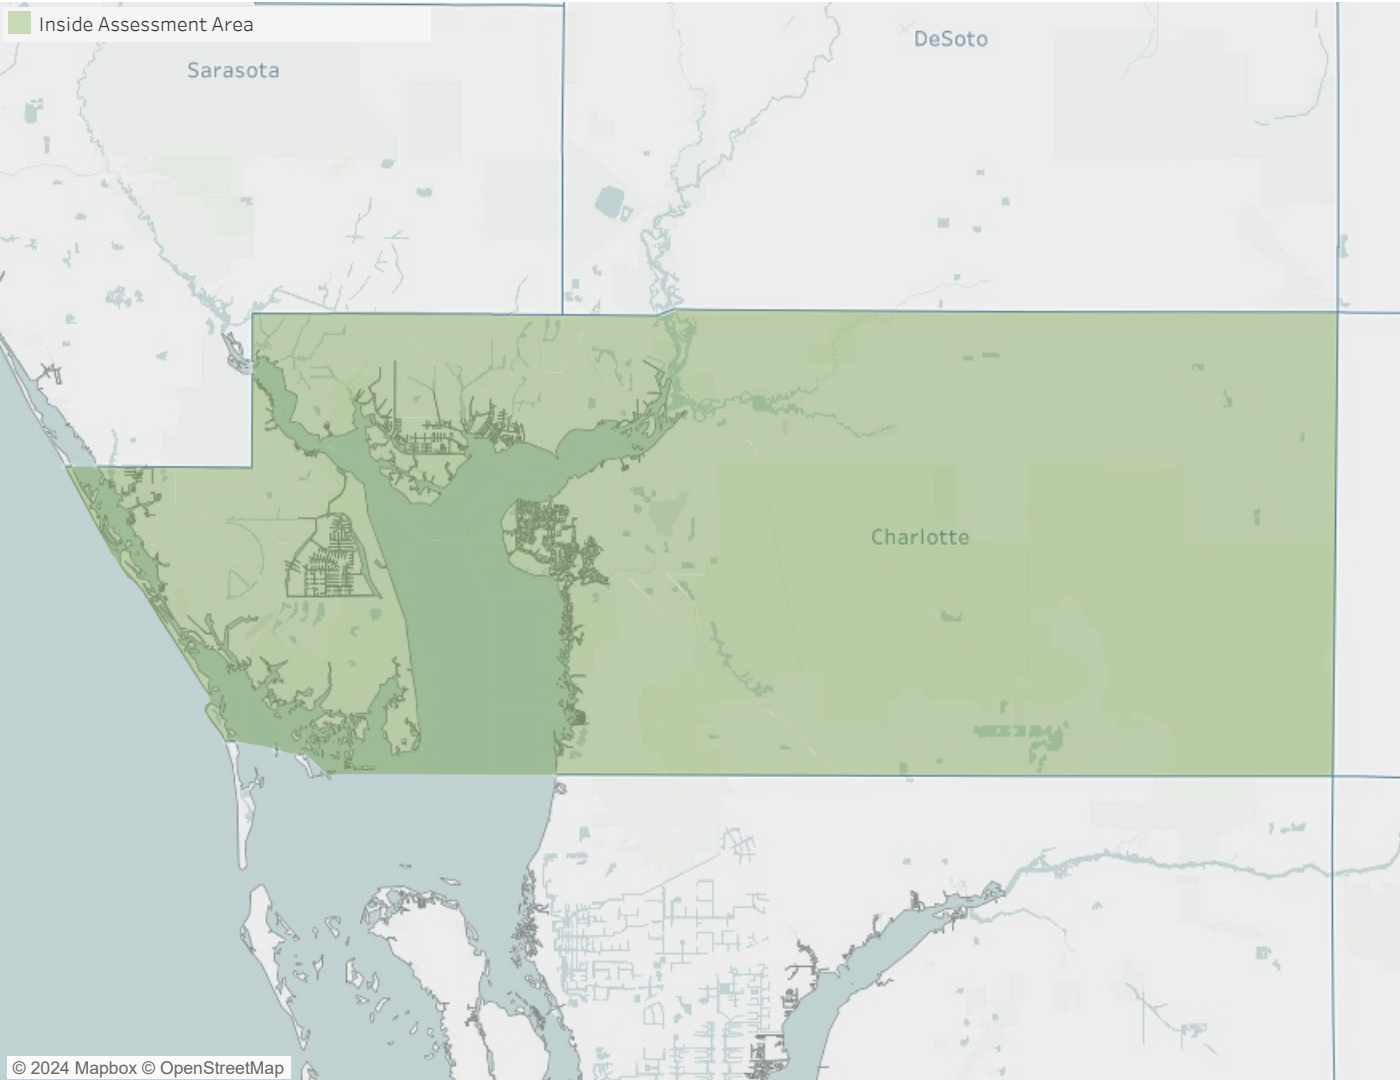 Inside Assessment Area
DeSoto
Sarasota
Charlotte
© 2024 Mapbox © OpenStreetMap